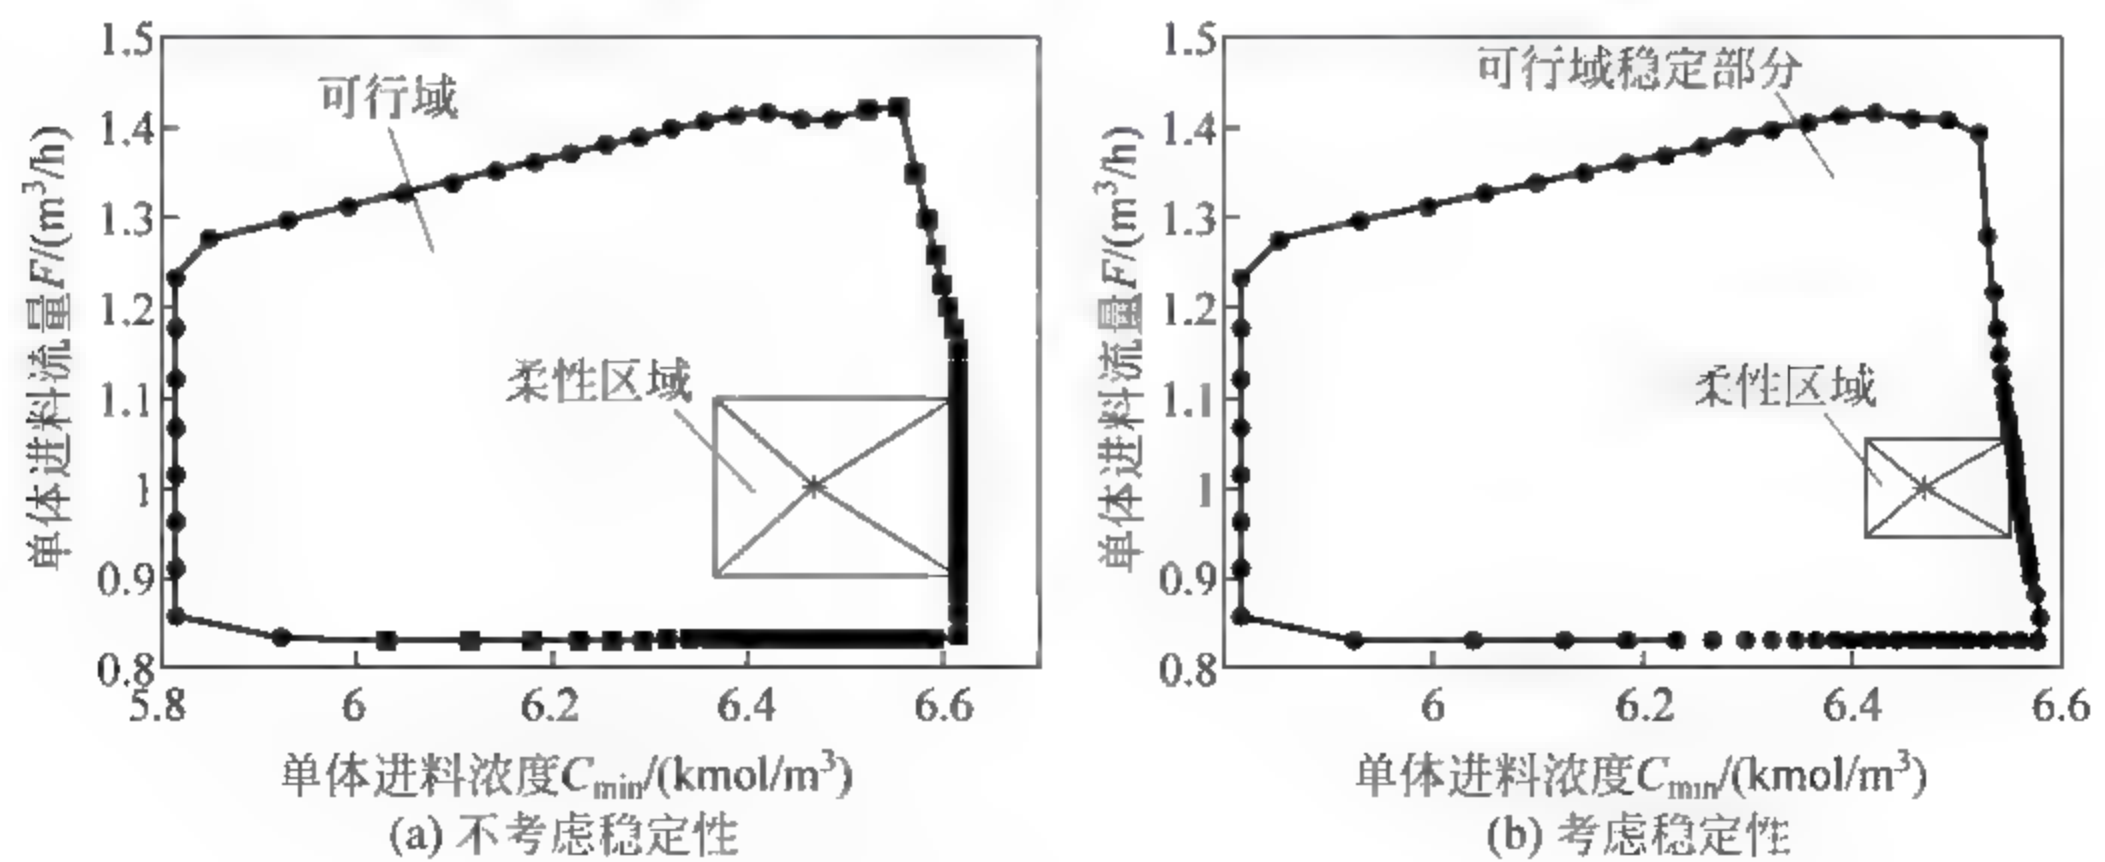 1.5
1.4
1.3
1.2
1.1
1
0.9
0.8
单体进料流量F/(m³/h)
可行域
柔性区域
5.8 6 6.2 6.4 6.6
单体进料浓度Cmin/(kmol/m³)
(a) 不考虑稳定性
1.5
1.4
1.3
1.2
1.1
1
0.9
0.8
单体进料流量F/(m³/h)
可行域稳定部分
柔性区域
6 6.2 6.4 6.6
单体进料浓度Cmin/(kmol/m³)
(b) 考虑稳定性